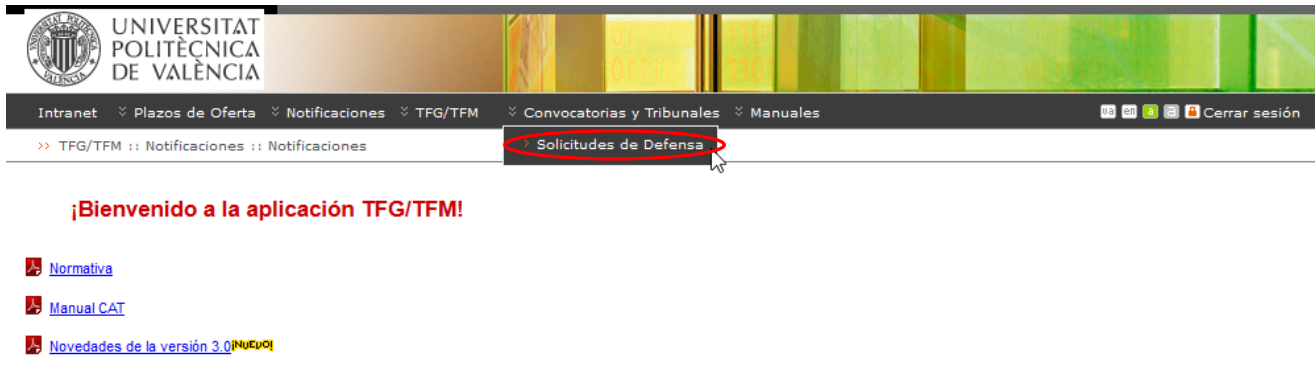 UNIVERSITAT
POLITÈCNICA
DE VALÈNCIA
Intranet Plazos de Oferta Notificaciones TFG/TFM Convocatorias y Tribunales Manuales va en a a Cerrar sesión
>> TFG/TFM :: Notificaciones :: Notificaciones
> Solicitudes de Defensa
¡Bienvenido a la aplicación TFG/TFM!
Normativa
Manual CAT
Novedades de la versión 3.0 ¡NUEVO!